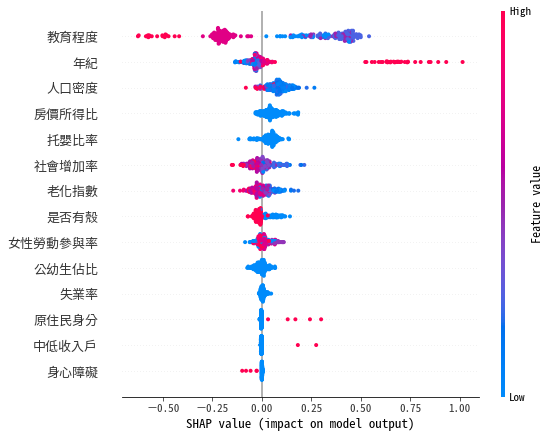 High
教育程度
年紀
人口密度
房價所得比
托嬰比率
社會增加率
老化指數
是否有殼
女性勞動參與率
公幼生佔比
失業率
原住民身分
中低收入戶
身心障礙
Feature value
Low
−0.50 −0.25 0.00 0.25 0.50 0.75 1.00
SHAP value (impact on model output)